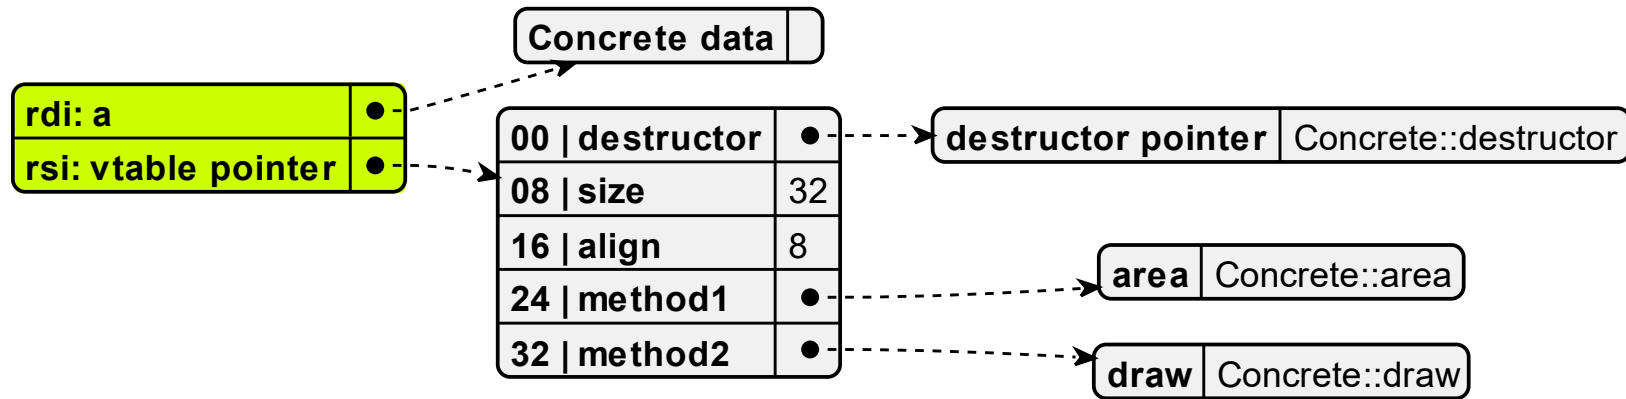 Concrete data
rdi: a
rsi: vtable pointer
00 | destructor
destructor pointer Concrete::destructor
08 | size 32
16 | align 8
area Concrete::area
24 | method1
32 | method2
draw Concrete::draw